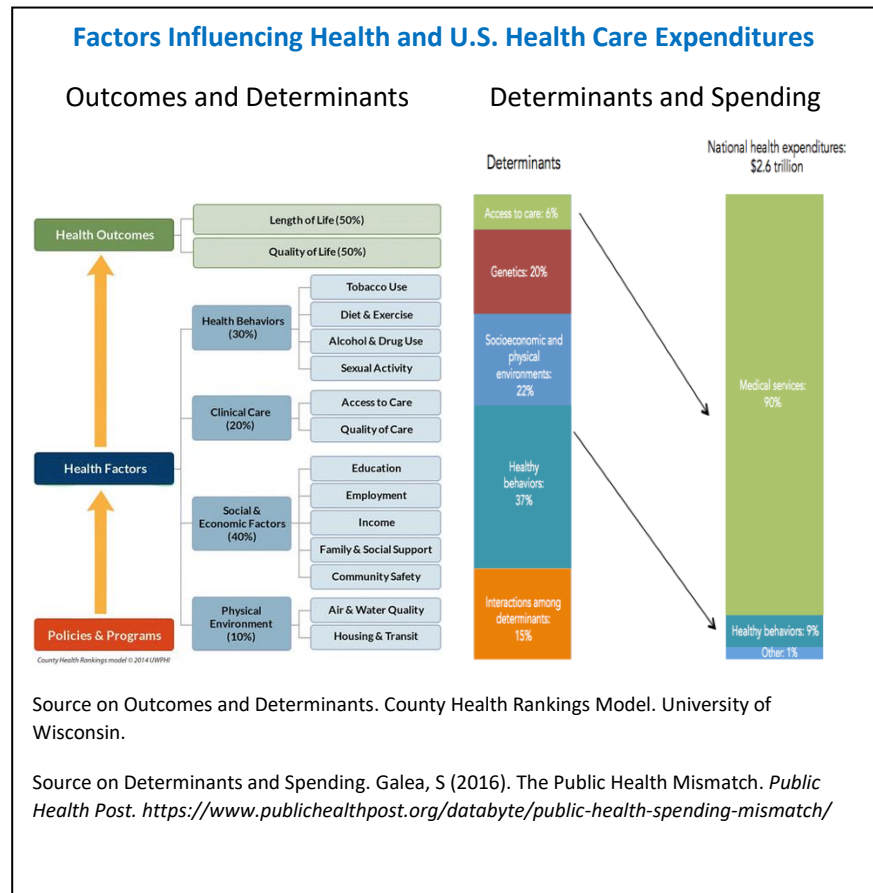 Factors Influencing Health and U.S. Health Care Expenditures
Outcomes and Determinants
Health Outcomes
Length of Life (50%)
Quality of Life (50%)
Health Factors
Health Behaviors
(30%)
Tobacco Use
Diet & Exercise
Alcohol & Drug Use
Sexual Activity
Clinical Care
(20%)
Access to Care
Quality of Care
Social &
Economic Factors
(40%)
Education
Employment
Income
Family & Social Support
Community Safety
Physical
Environment
(10%)
Air & Water Quality
Housing & Transit
Policies & Programs
County Health Rankings model © 2014 UWPHI
Determinants and Spending
Determinants
Access to care: 6%
Genetics: 20%
Socioeconomic and
physical
environments:
22%
Healthy
behaviors:
37%
Interactions among
determinants:
15%
National health expenditures:
$2.6 trillion
Medical services:
90%
Healthy behaviors: 9%
Other: 1%
Source on Outcomes and Determinants. County Health Rankings Model. University of
Wisconsin.
Source on Determinants and Spending. Galea, S (2016). The Public Health Mismatch. Public
Health Post. https://www.publichealthpost.org/databyte/public-health-spending-mismatch/